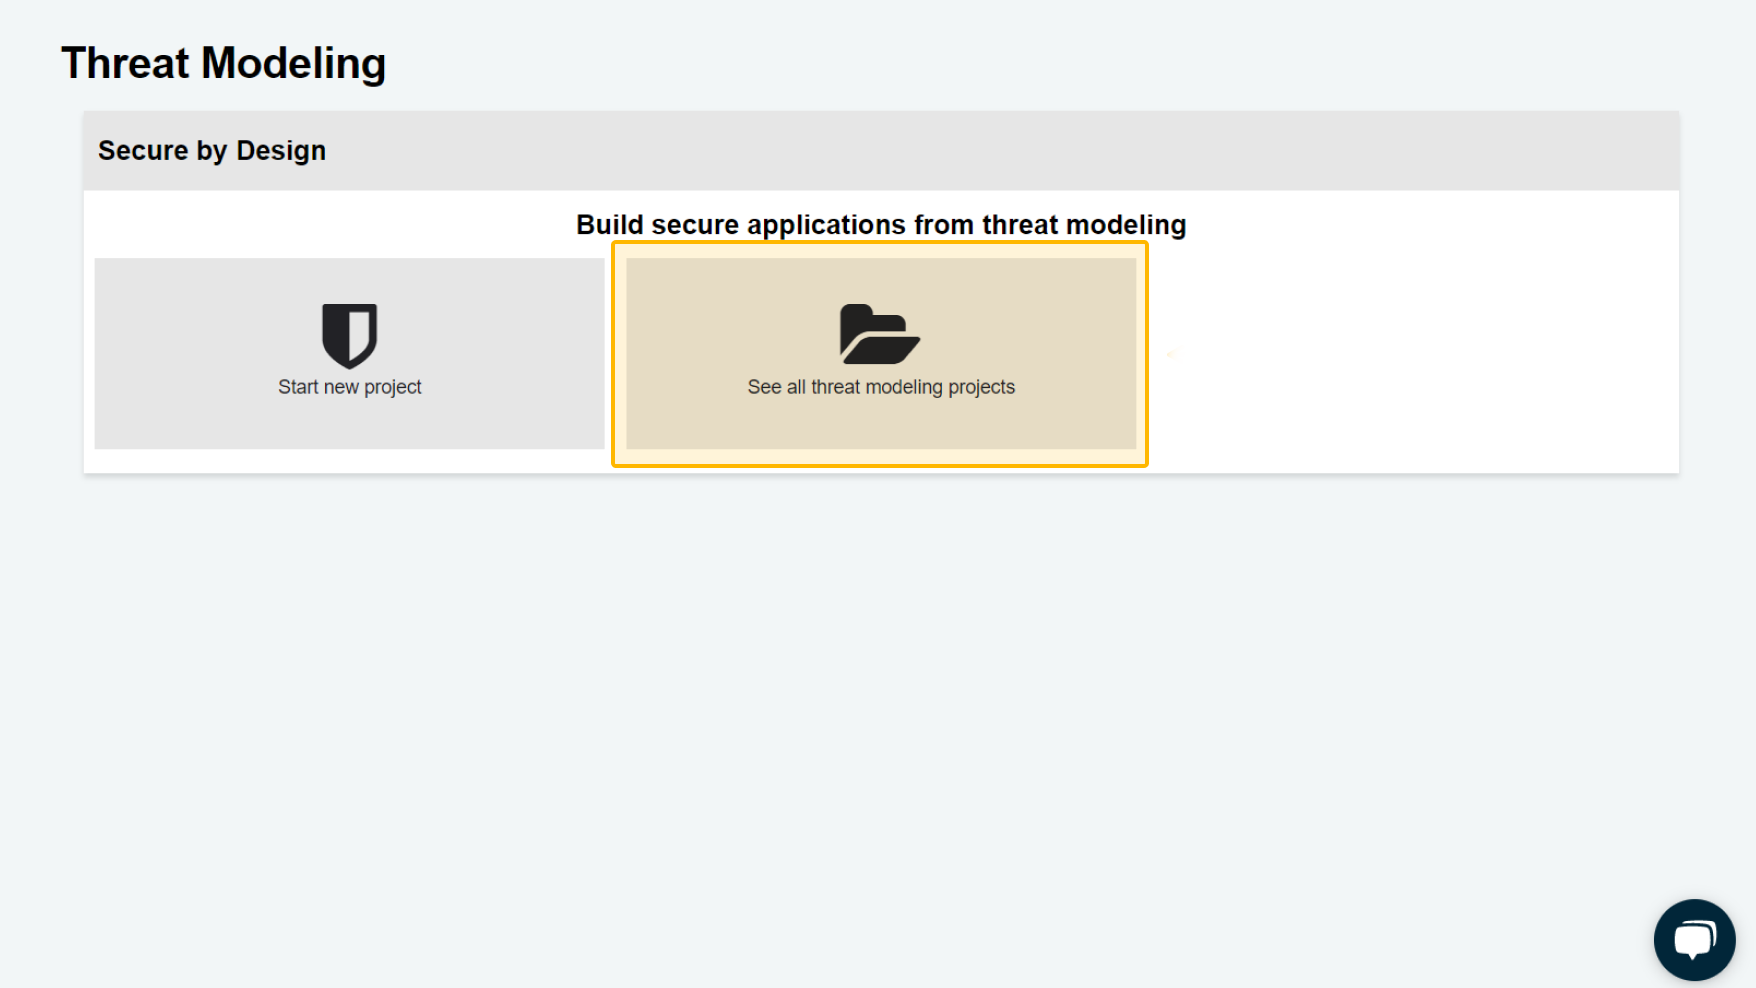 Threat Modeling
Secure by Design
Build secure applications from threat modeling
Start new project
See all threat modeling projects